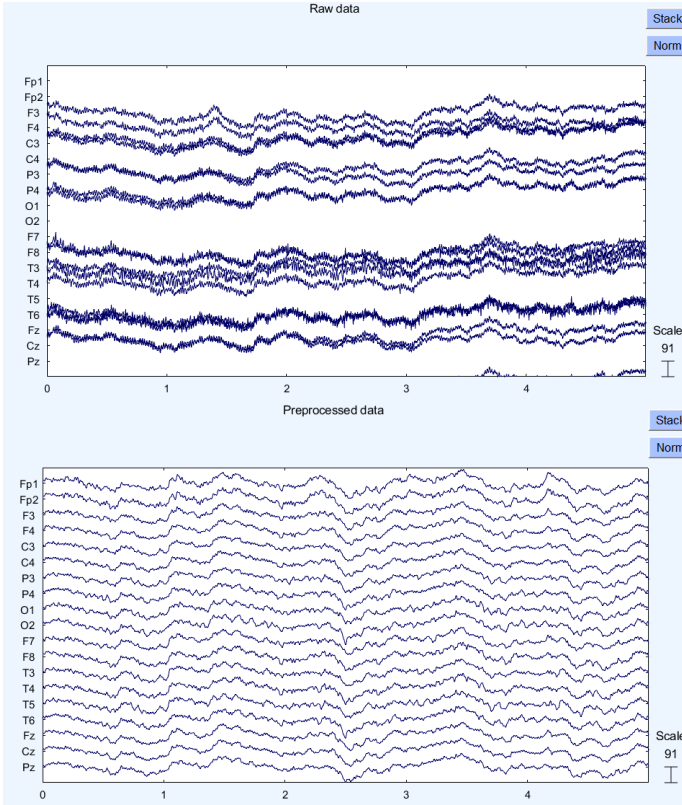 Raw data
Stack
Norm
Fp1
Fp2
F3
F4
C3
C4
P3
P4
O1
O2
F7
F8
T3
T4
T5
T6
Fz
Cz
Pz
Scale
91
0 1 2 3 4
Preprocessed data
Stack
Norm
Fp1
Fp2
F3
F4
C3
C4
P3
P4
O1
O2
F7
F8
T3
T4
T5
T6
Fz
Cz
Pz
Scale
91
0 1 2 3 4